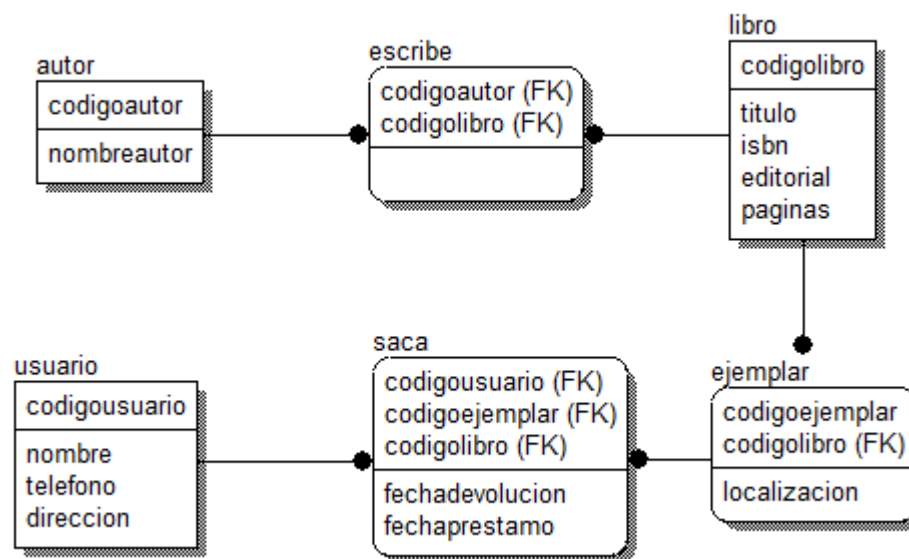 autor
codigoautor
nombreautor
escribe
codigoautor (FK)
codigolibro (FK)
libro
codigolibro
titulo
isbn
editorial
paginas
usuario
codigousuario
nombre
telefono
direccion
saca
codigousuario (FK)
codigoejemplar (FK)
codigolibro (FK)
fechadevolucion
fechaprestamo
ejemplar
codigoejemplar
codigolibro (FK)
localizacion